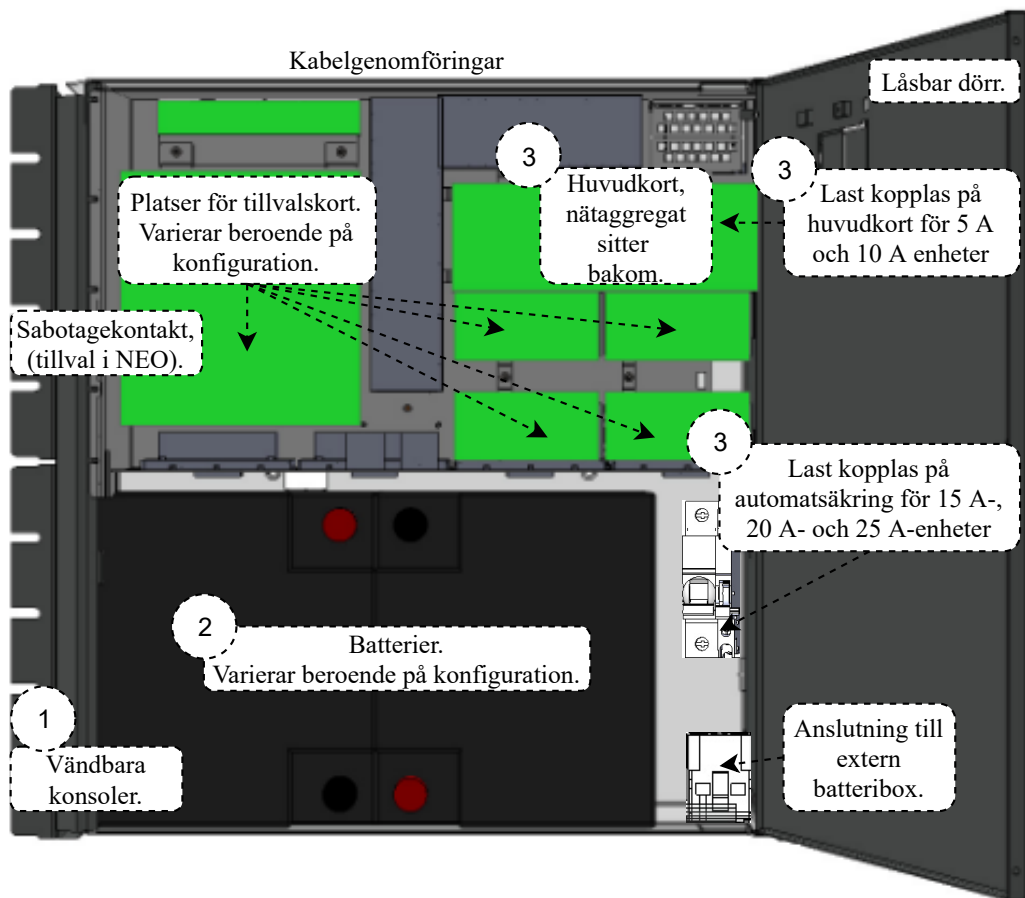 Kabelgenomföringar
Låsbar dörr.
3
Huvudkort,
nätaggregat
sitter
bakom.
3
Last kopplas på
huvudkort för 5 A
och 10 A enheter
Platser för tillvalskort.
Varierar beroende på
konfiguration.
Sabotagekontakt,
(tillval i NEO).
3
Last kopplas på
automatsäkring för 15 A-,
20 A- och 25 A-enheter
2
Batterier.
Varierar beroende på konfiguration.
1
Vändbara
konsoler.
Anslutning till
extern
batteribox.